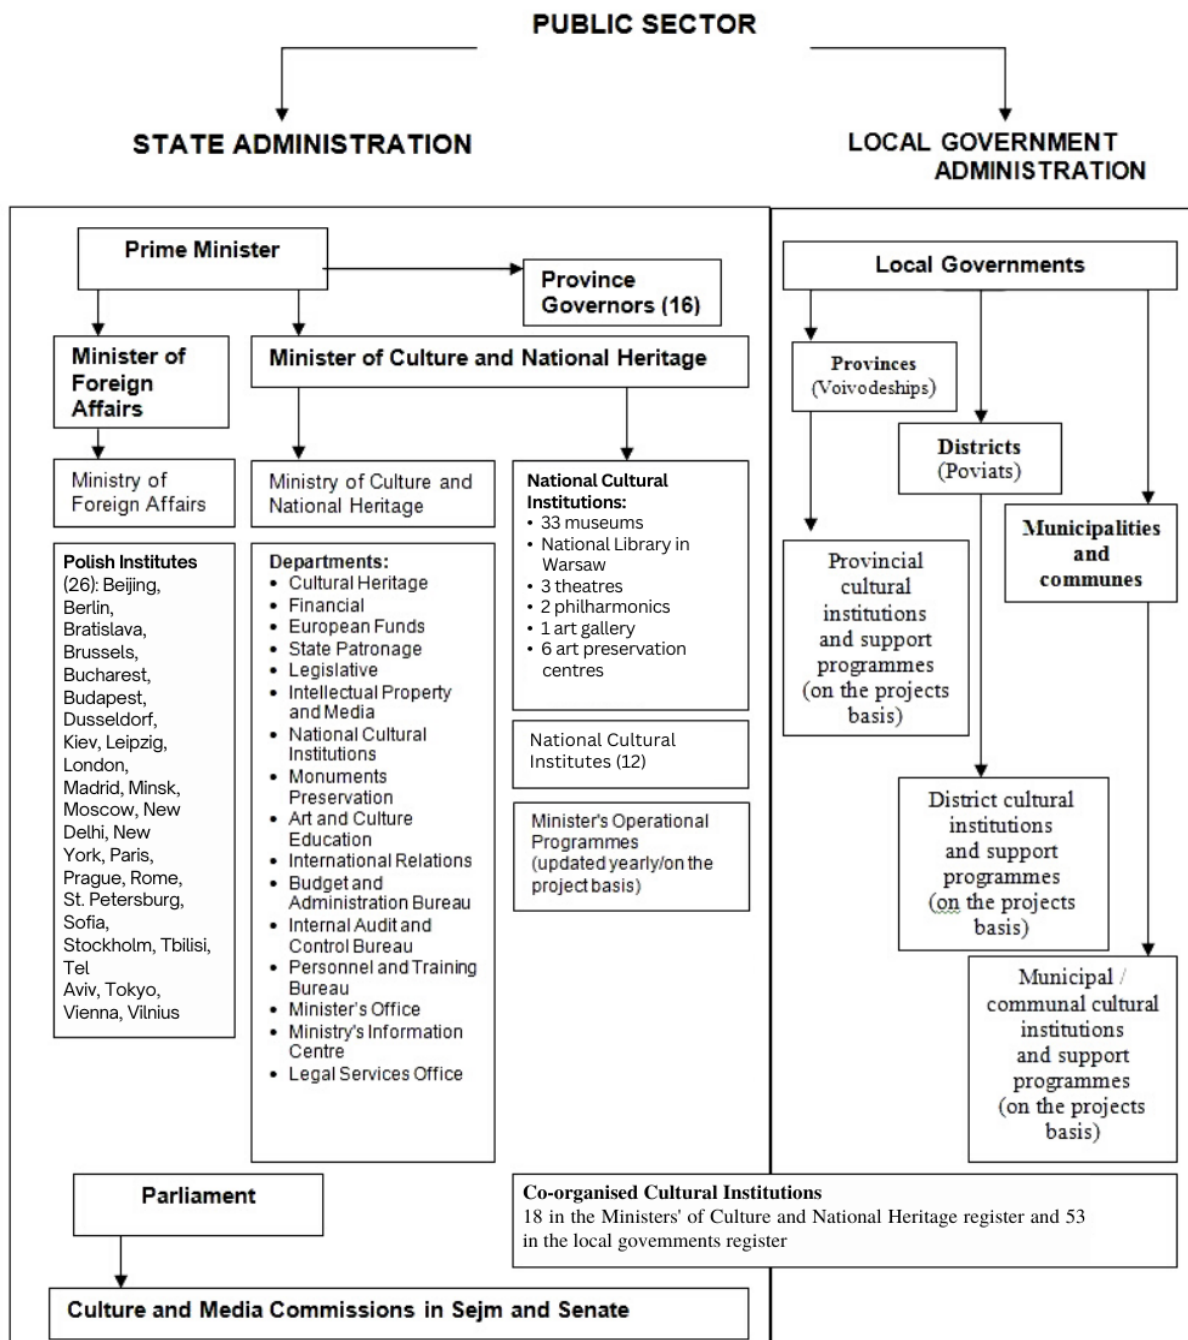 PUBLIC SECTOR
STATE ADMINISTRATION
LOCAL GOVERNMENT
ADMINISTRATION
Prime Minister
Province
Governors (16)
Minister of
Foreign
Affairs
Minister of Culture and National Heritage
Ministry of
Foreign Affairs
Ministry of Culture and
National Heritage
National Cultural
Institutions:
• 33 museums
• National Library in
Warsaw
• 3 theatres
• 2 philharmonics
• 1 art gallery
• 6 art preservation
centres
Polish Institutes
(26): Beijing,
Berlin,
Bratislava,
Brussels,
Bucharest,
Budapest,
Dusseldorf,
Kiev, Leipzig,
London,
Madrid, Minsk,
Moscow, New
Delhi, New
York, Paris,
Prague, Rome,
St. Petersburg,
Sofia,
Stockholm, Tbilisi,
Tel
Aviv, Tokyo,
Vienna, Vilnius
Departments:
• Cultural Heritage
• Financial
• European Funds
• State Patronage
• Legislative
• Intellectual Property
and Media
• National Cultural
Institutions
• Monuments
Preservation
• Art and Culture
Education
• International Relations
• Budget and
Administration Bureau
• Internal Audit and
Control Bureau
• Personnel and Training
Bureau
• Minister's Office
• Ministry's Information
Centre
• Legal Services Office
National Cultural
Institutes (12)
Minister's Operational
Programmes
(updated yearly/on the
project basis)
Parliament
Culture and Media Commissions in Sejm and Senate
Local Governments
Provinces
(Voivodeships)
Districts
(Poviats)
Municipalities
and
communes
Provincial
cultural
institutions
and support
programmes
(on the projects
basis)
District cultural
institutions
and support
programmes
(on the projects
basis)
Municipal /
communal cultural
institutions
and support
programmes
(on the projects
basis)
Co-organised Cultural Institutions
18 in the Ministers' of Culture and National Heritage register and 53
in the local govemments register